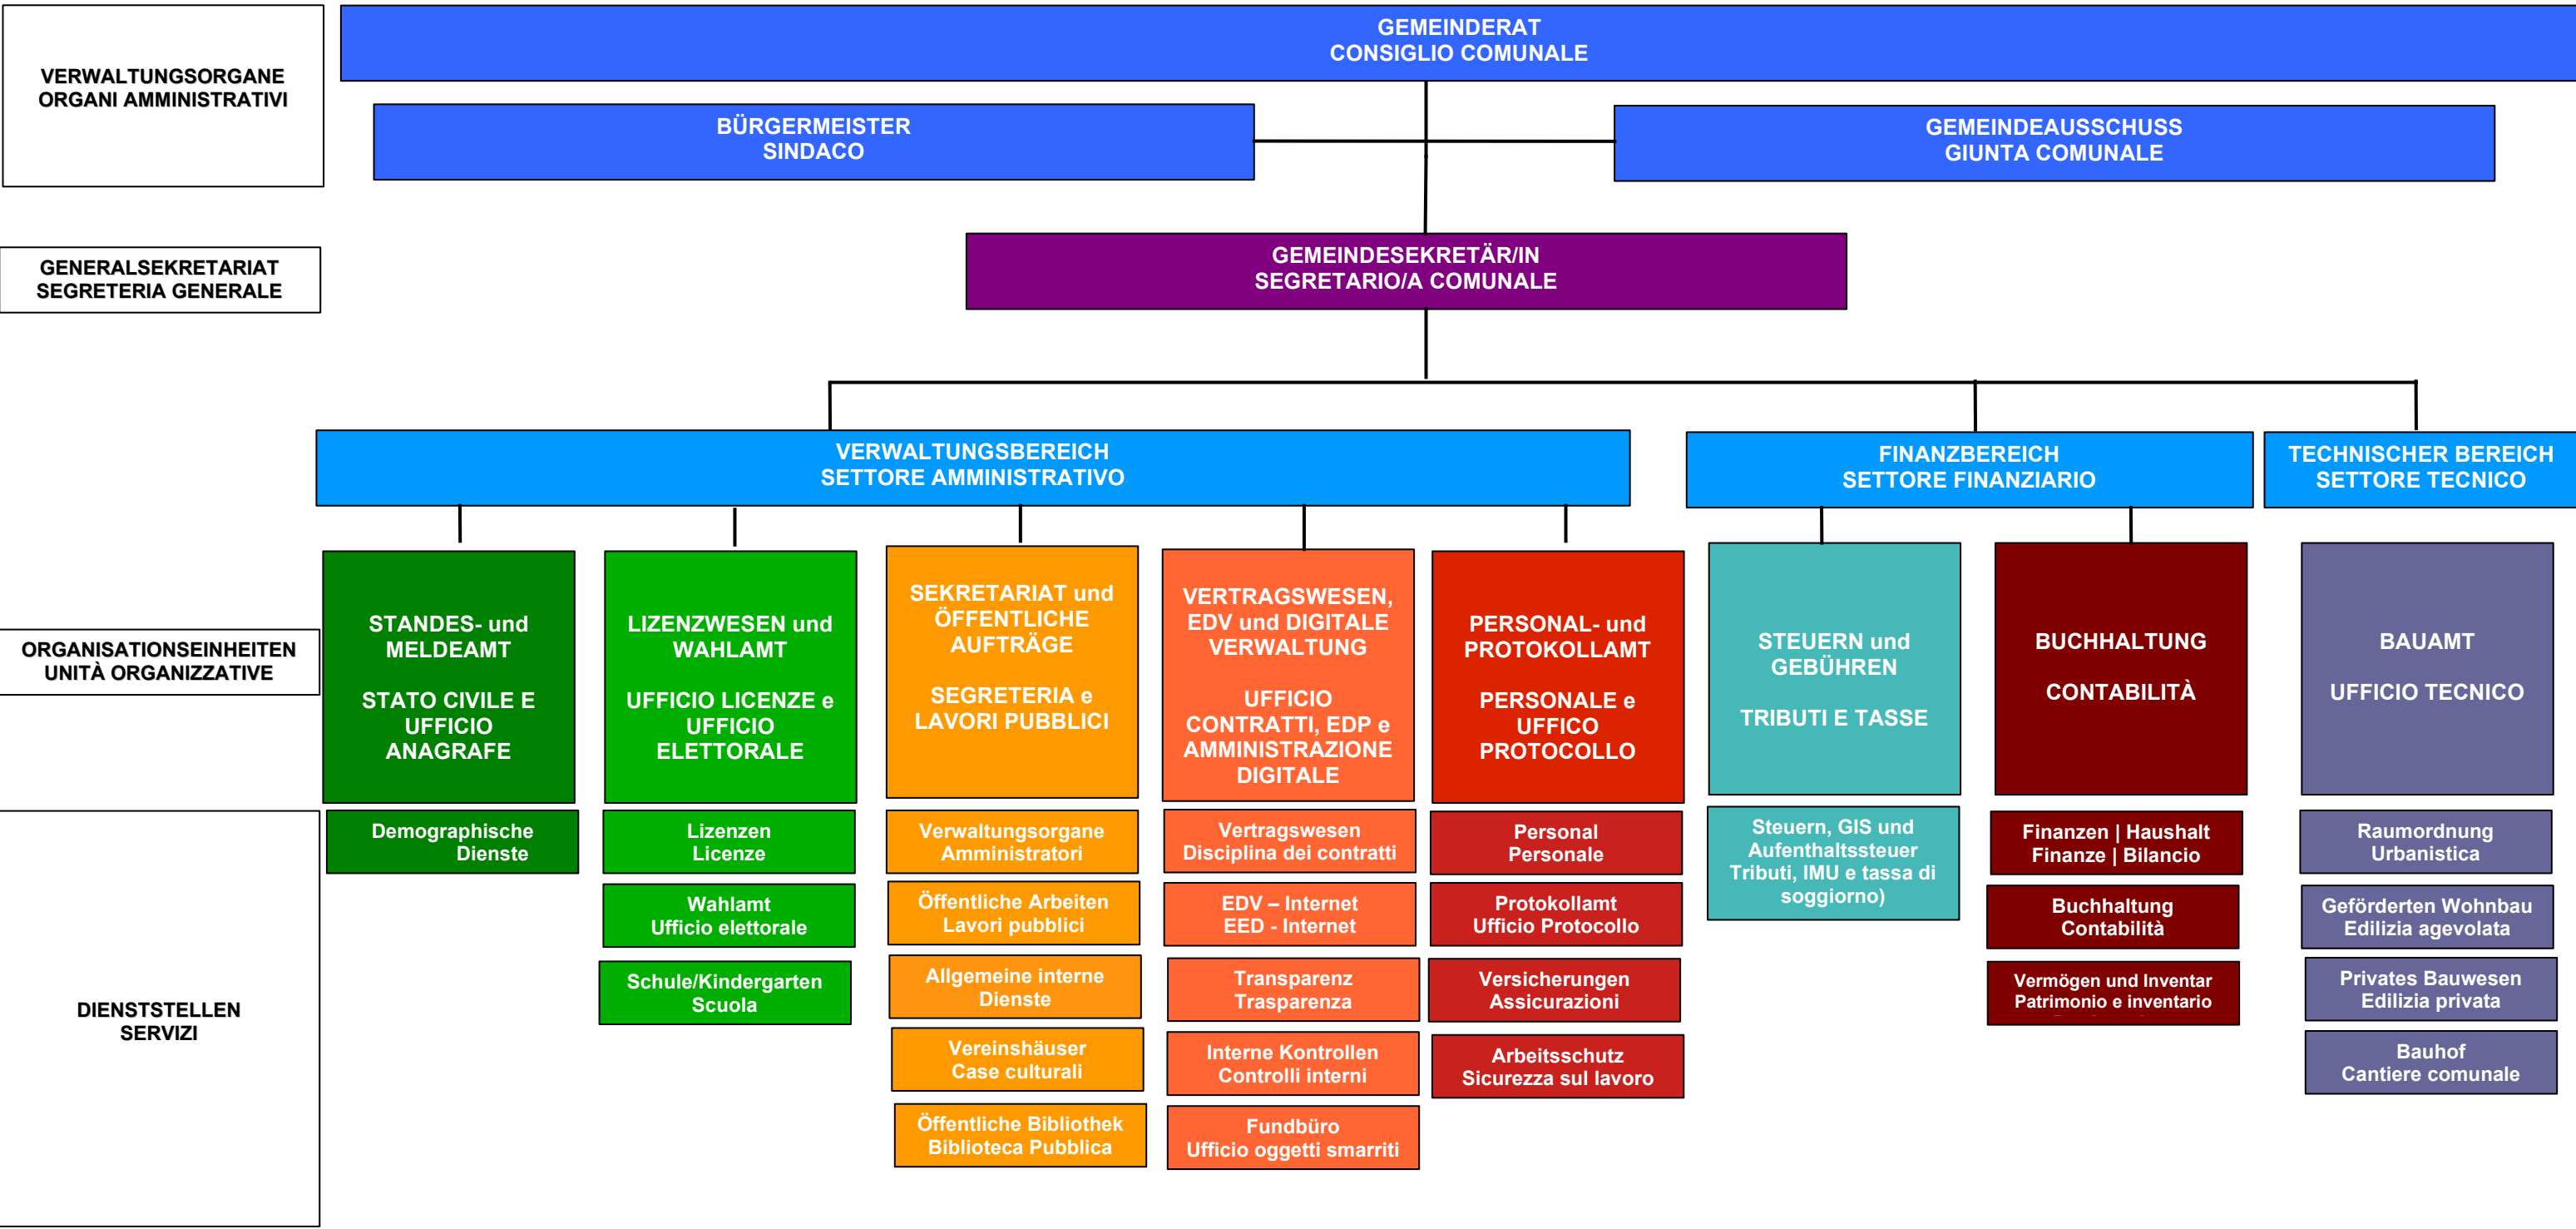 VERWALTUNGSORGANE
ORGANI AMMINISTRATIVI
GEMEINDERAT
CONSIGLIO COMUNALE
BÜRGERMEISTER
SINDACO
GEMEINDEAUSSCHUSS
GIUNTA COMUNALE
GENERALSEKRETARIAT
SEGRETERIA GENERALE
GEMEINDESEKRETÄR/IN
SEGRETARIO/A COMUNALE
VERWALTUNGSBEREICH
SETTORE AMMINISTRATIVO
FINANZBEREICH
SETTORE FINANZIARIO
TECHNISCHER BEREICH
SETTORE TECNICO
ORGANISATIONSEINHEITEN
UNITÀ ORGANIZZATIVE
STANDES- und
MELDEAMT
STATO CIVILE E
UFFICIO
ANAGRAFE
LIZENZWESEN und
WAHLAMT
UFFICIO LICENZE e
UFFICIO
ELETTORALE
SEKRETARIAT und
ÖFFENTLICHE
AUFTRÄGE
SEGRETERIA e
LAVORI PUBBLICI
VERTRAGSWESEN,
EDV und DIGITALE
VERWALTUNG
UFFICIO
CONTRATTI, EDP e
AMMINISTRAZIONE
DIGITALE
PERSONAL- und
PROTOKOLLAMT
PERSONALE e
UFFICO
PROTOCOLLO
STEUERN und
GEBÜHREN
TRIBUTI E TASSE
BUCHHALTUNG
CONTABILITÀ
BAUAMT
UFFICIO TECNICO
DIENSTSTELLEN
SERVIZI
Demographische
Dienste
Lizenzen
Licenze
Wahlamt
Ufficio elettorale
Schule/Kindergarten
Scuola
Verwaltungsorgane
Amministratori
Öffentliche Arbeiten
Lavori pubblici
Allgemeine interne
Dienste
Vereinshäuser
Case culturali
Öffentliche Bibliothek
Biblioteca Pubblica
Vertragswesen
Disciplina dei contratti
EDV – Internet
EED - Internet
Transparenz
Trasparenza
Interne Kontrollen
Controlli interni
Fundbüro
Ufficio oggetti smarriti
Personal
Personale
Protokollamt
Ufficio Protocollo
Versicherungen
Assicurazioni
Arbeitsschutz
Sicurezza sul lavoro
Steuern, GIS und
Aufenthaltssteuer
Tributi, IMU e tassa di
soggiorno)
Finanzen | Haushalt
Finanze | Bilancio
Buchhaltung
Contabilità
Vermögen und Inventar
Patrimonio e inventario
Raumordnung
Urbanistica
Geförderten Wohnbau
Edilizia agevolata
Privates Bauwesen
Edilizia privata
Bauhof
Cantiere comunale